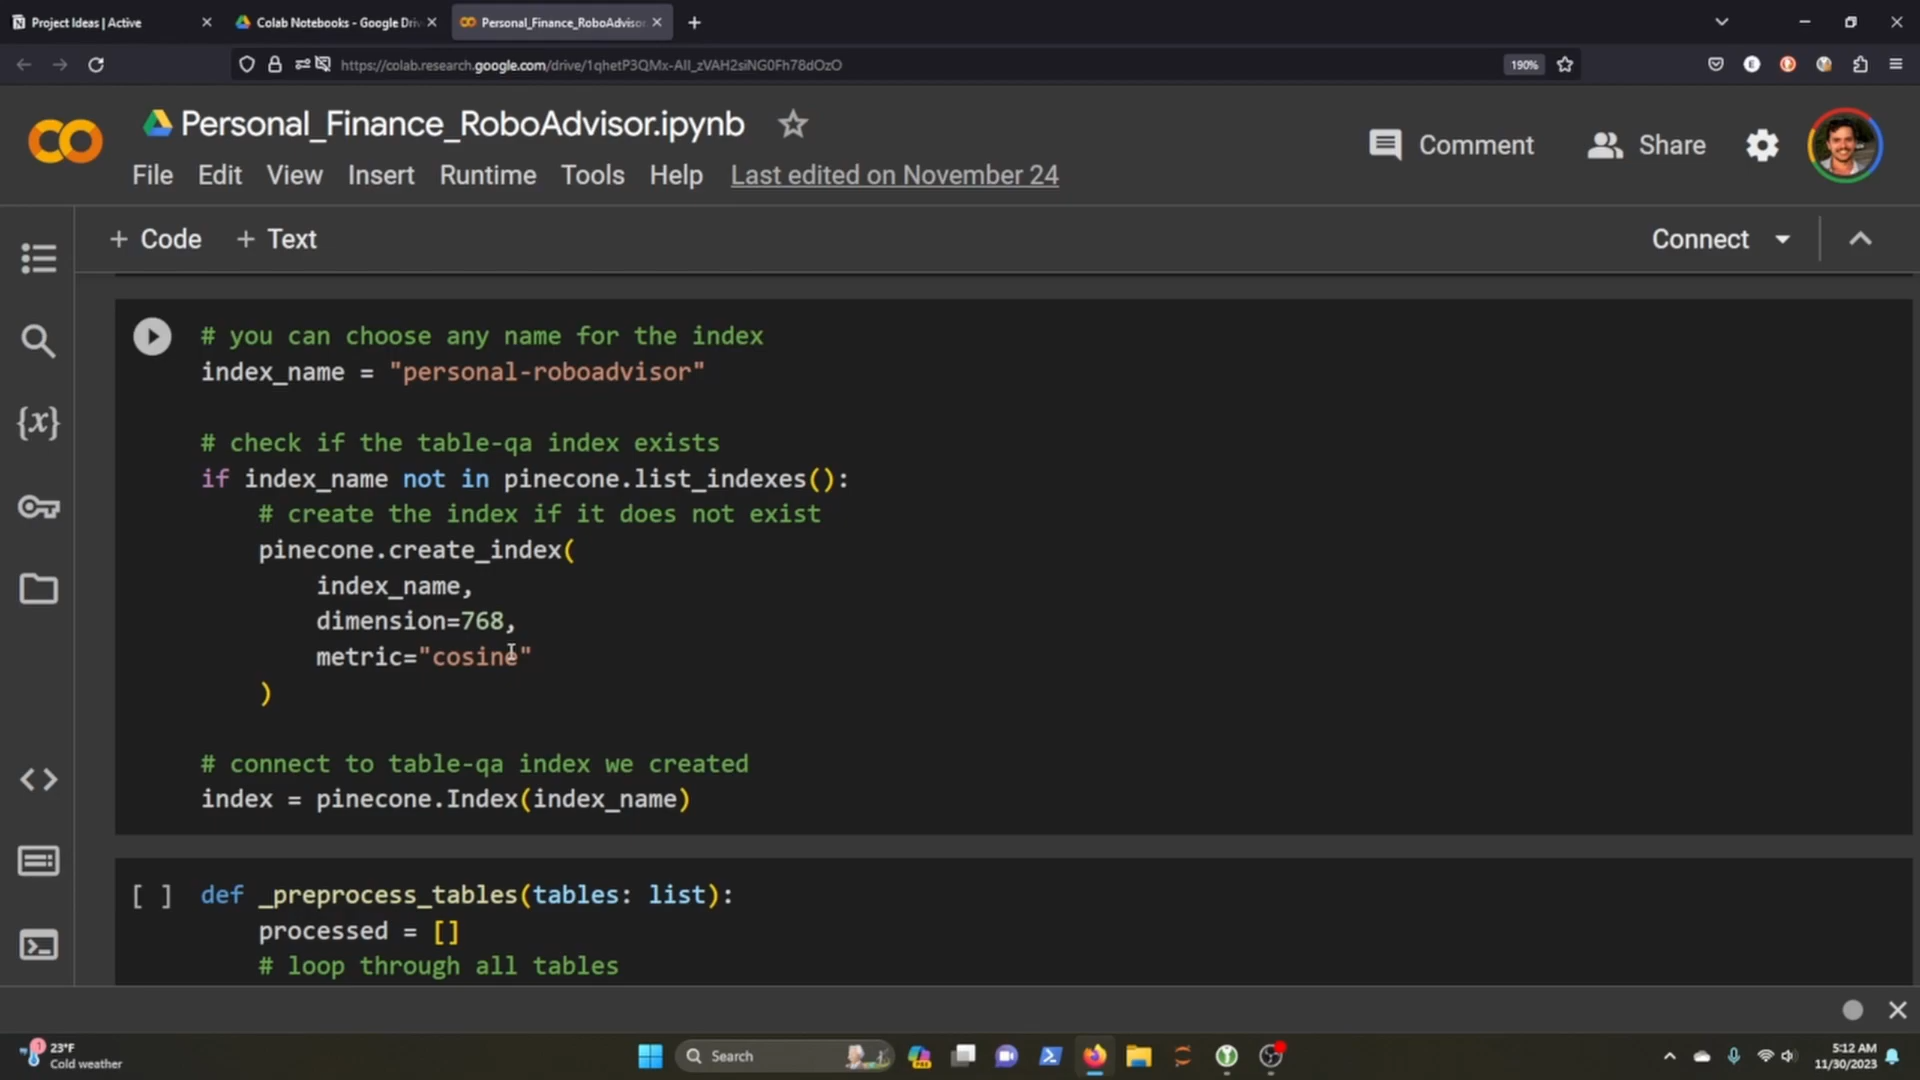 Project Ideas | Active
Colab Notebooks - Google Driv
Personal_Finance_RoboAdvisor
https://colab.research.google.com/drive/1qhetP3QMx-AII_zVAH2siNG0Fh78dOzO
190%
Personal_Finance_RoboAdvisor.ipynb
Comment
Share
File Edit View Insert Runtime Tools Help Last edited on November 24
+ Code + Text
Connect
# you can choose any name for the index
index_name = "personal-roboadvisor"
# check if the table-qa index exists
if index_name not in pinecone.list_indexes():
# create the index if it does not exist
pinecone.create_index(
index_name,
dimension=768,
metric="cosine"
)
# connect to table-qa index we created
index = pinecone.Index(index_name)
[ ] def _preprocess_tables(tables: list):
processed = []
# loop through all tables
{x}
23°F
Cold weather
Search
5:12 AM
11/30/2023